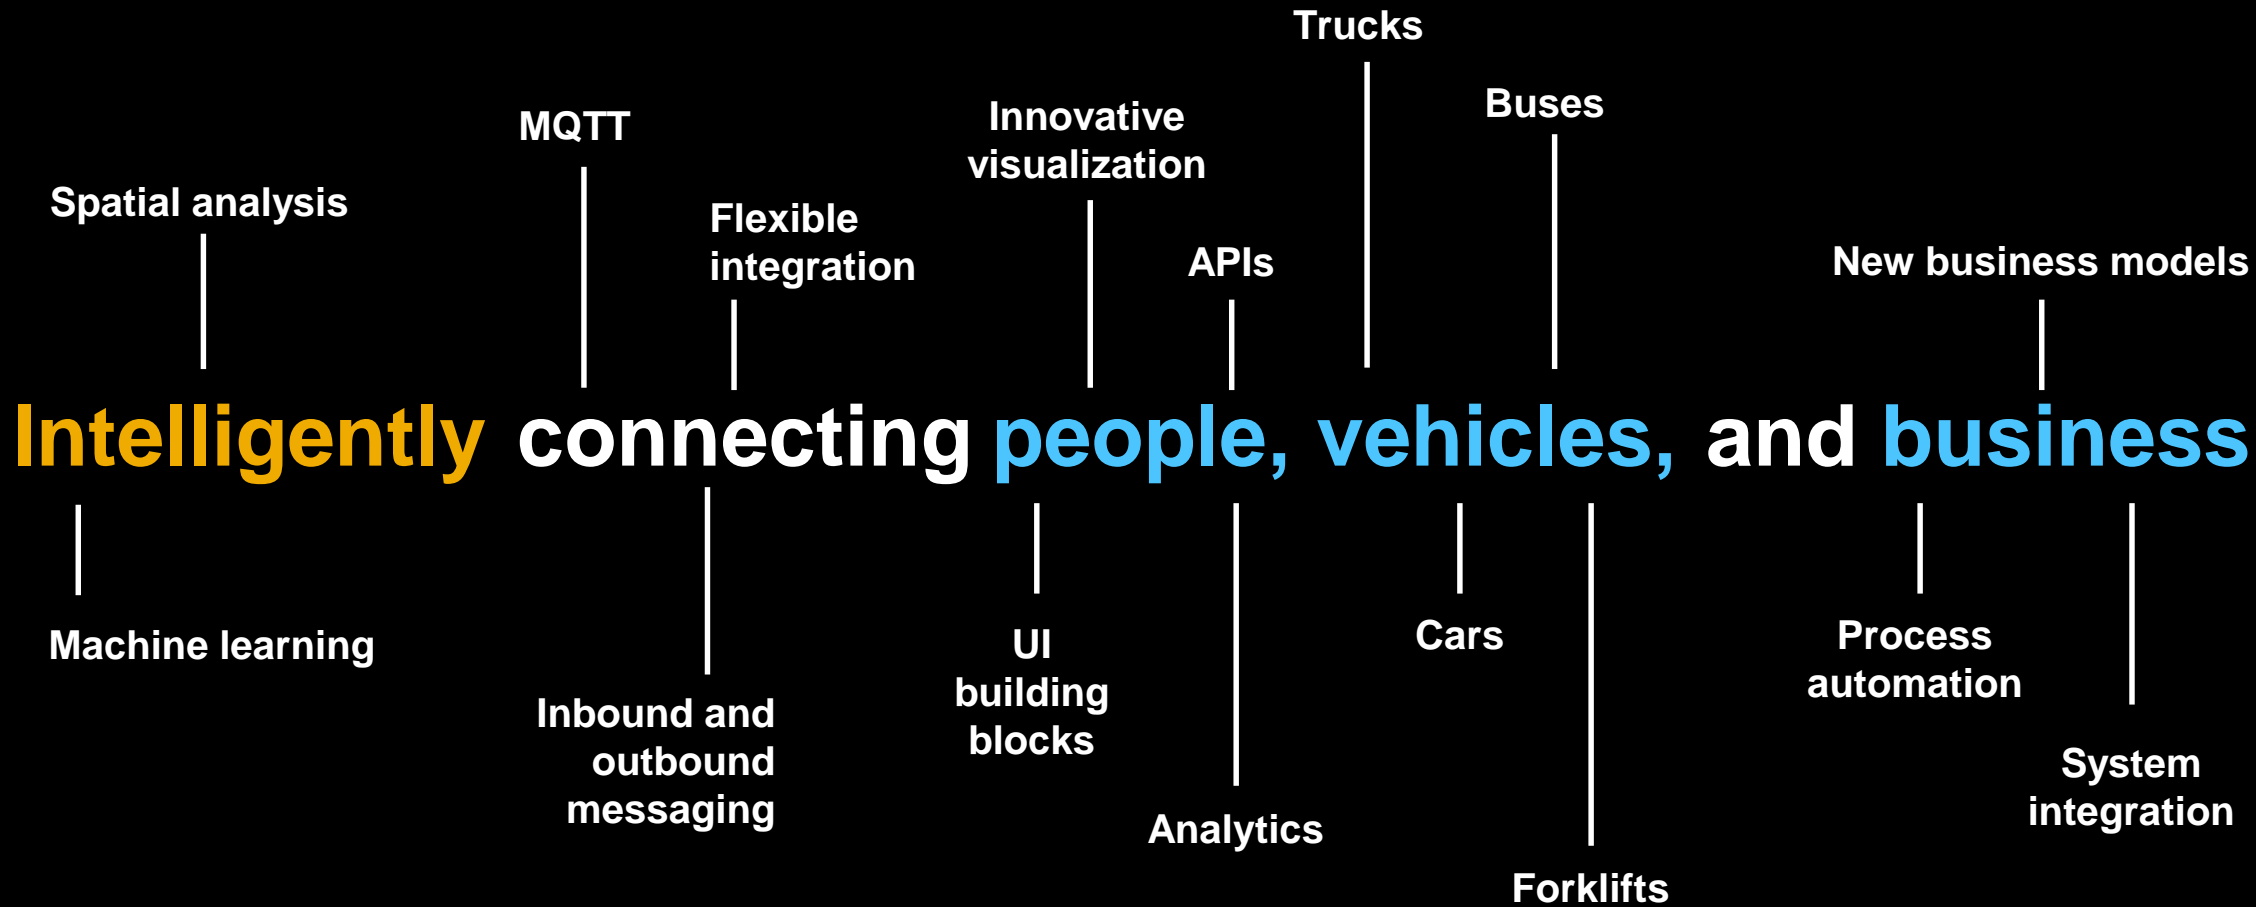 Trucks
Buses
MQTT
Innovative
visualization
Spatial analysis
Flexible
integration
APIs
New business models
Intelligently connecting people, vehicles, and business
Machine learning
Inbound and
outbound
messaging
UI
building
blocks
Analytics
Cars
Forklifts
Process
automation
System
integration